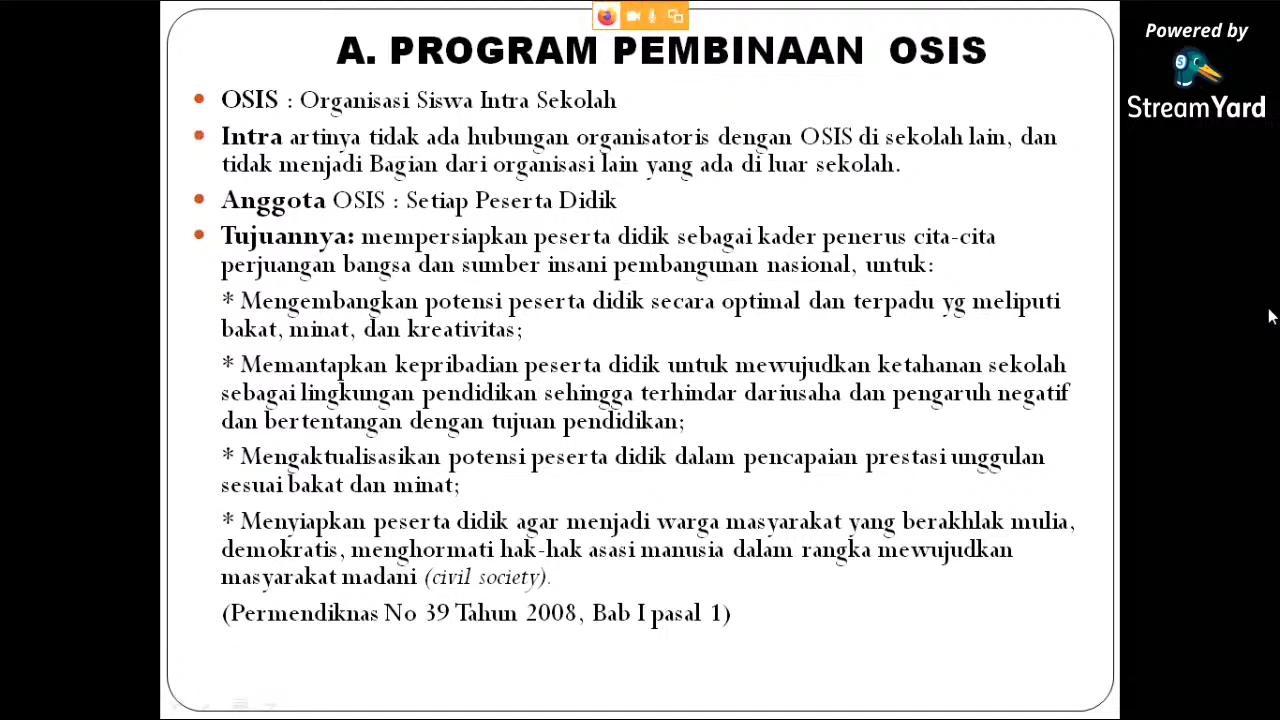 A. PROGRAM PEMBINAAN OSIS
Powered by
StreamYard
OSIS : Organisasi Siswa Intra Sekolah
Intra artinya tidak ada hubungan organisatoris dengan OSIS di sekolah lain, dan
tidak menjadi Bagian dari organisasi lain yang ada di luar sekolah.
Anggota OSIS : Setiap Peserta Didik
Tujuannya: mempersiapkan peserta didik sebagai kader penerus cita-cita
perjuangan bangsa dan sumber insani pembangunan nasional, untuk:
* Mengembangkan potensi peserta didik secara optimal dan terpadu yg meliputi
bakat, minat, dan kreativitas;
* Memantapkan kepribadian peserta didik untuk mewujudkan ketahanan sekolah
sebagai lingkungan pendidikan sehingga terhindar dariusaha dan pengaruh negatif
dan bertentangan dengan tujuan pendidikan;
* Mengaktualisasikan potensi peserta didik dalam pencapaian prestasi unggulan
sesuai bakat dan minat;
* Menyiapkan peserta didik agar menjadi warga masyarakat yang berakhlak mulia,
demokratis, menghormati hak-hak asasi manusia dalam rangka mewujudkan
masyarakat madani (civil society).
(Permendiknas No 39 Tahun 2008, Bab I pasal 1)